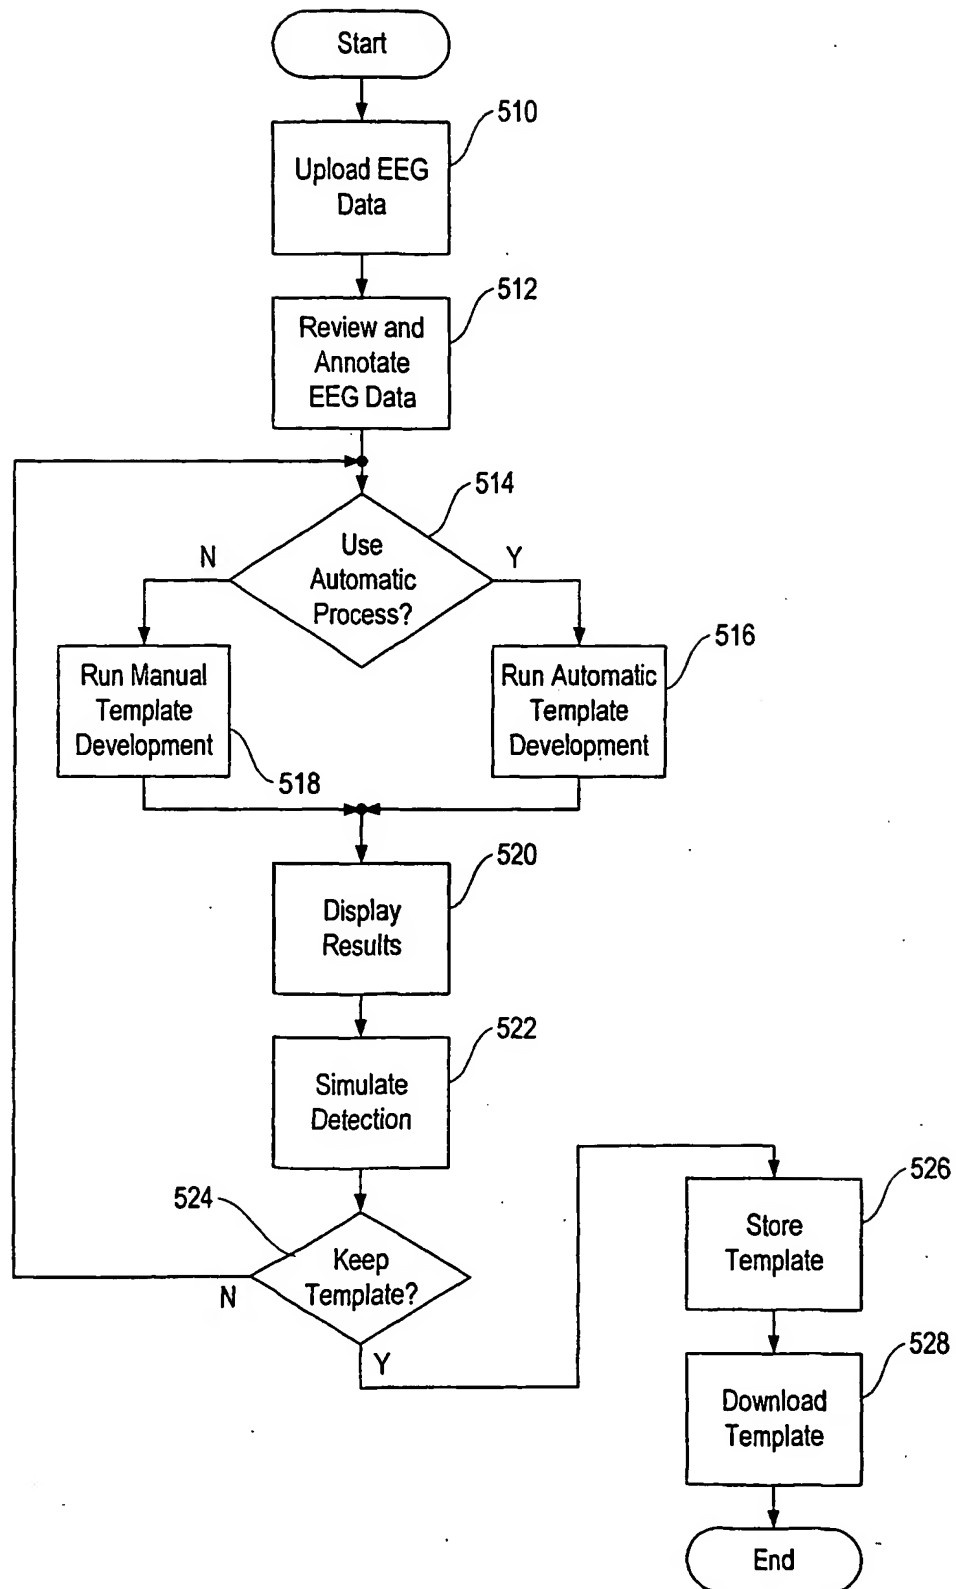 Start
510
Upload EEG
Data
512
Review and
Annotate
EEG Data
514
N
Use
Automatic
Process?
Y
516
Run Manual
Template
Development
518
Run Automatic
Template
Development
520
Display
Results
522
Simulate
Detection
524
Keep
Template?
N
Y
526
Store
Template
528
Download
Template
End